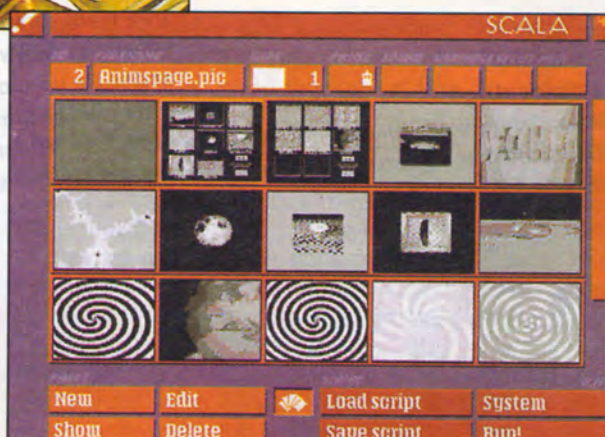 SCALA
2 Animspage.pic 1
New Edit Load script System
Show Delete Save script Run!